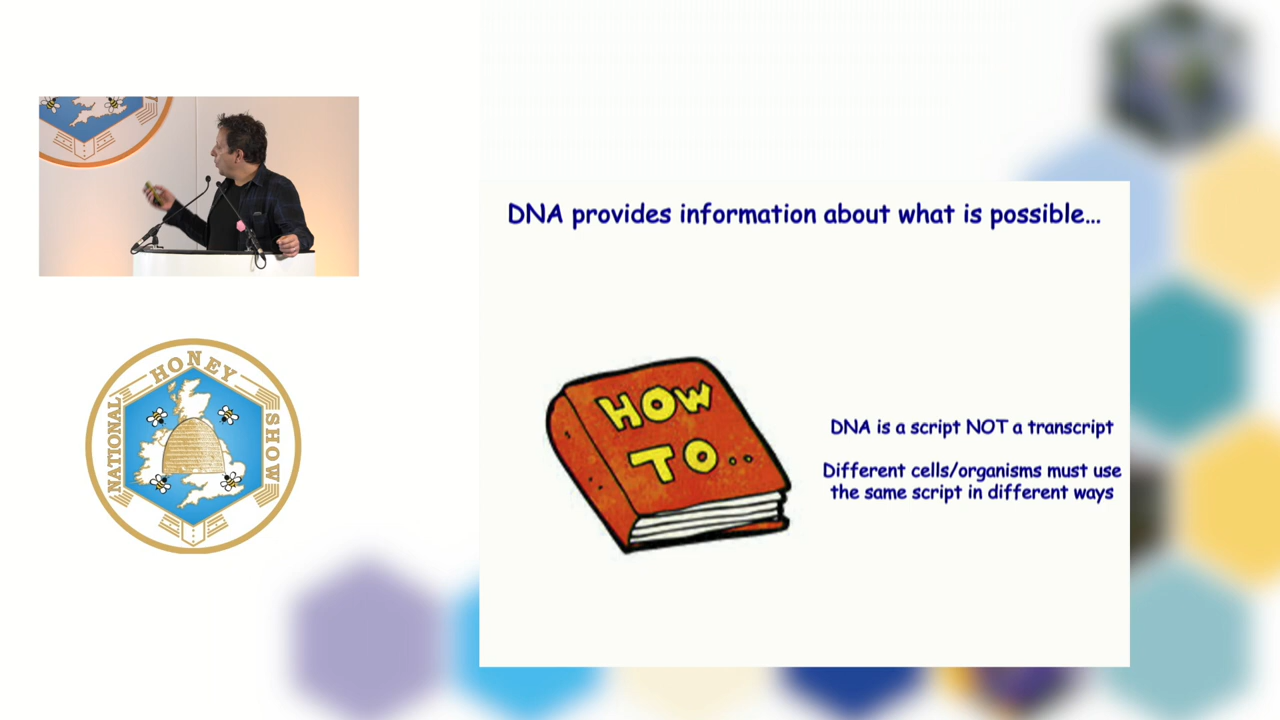 DNA provides information about what is possible...
HOW
TO..
DNA is a script NOT a transcript
Different cells/organisms must use
the same script in different ways
NATIONAL
HONEY
SHOW